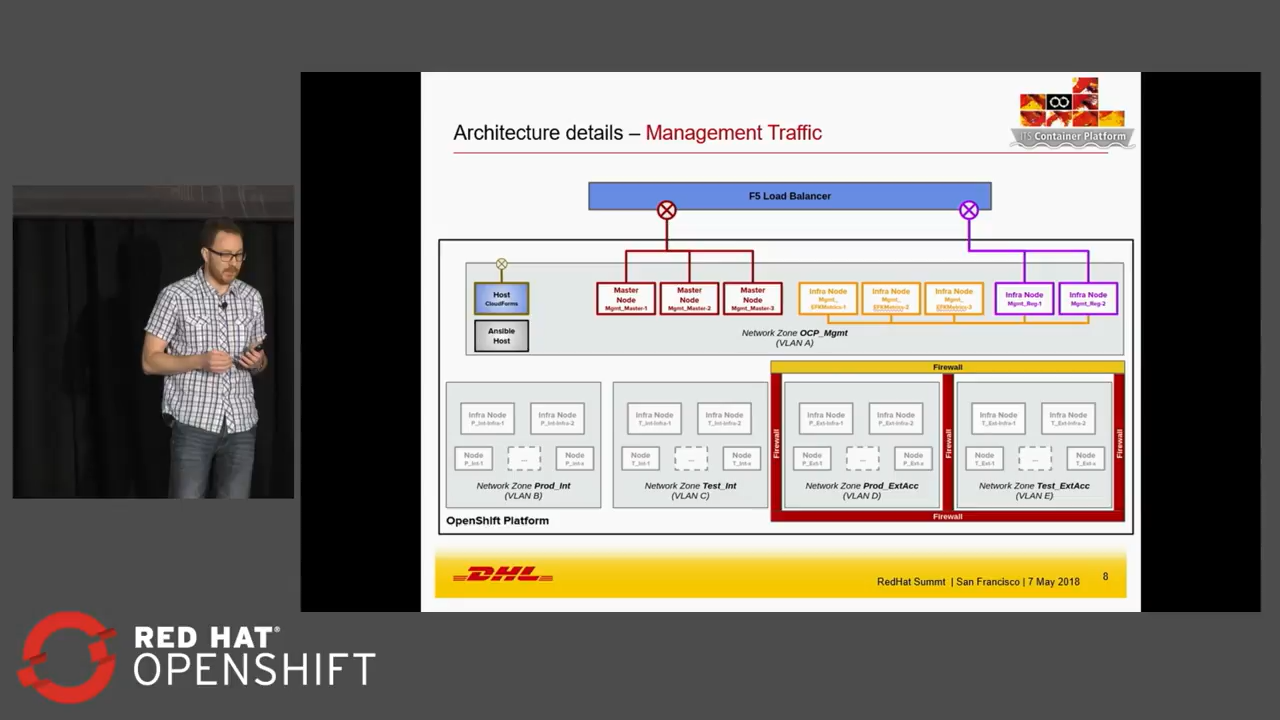 ITS Container Platform
Architecture details – Management Traffic
F5 Load Balancer
Host
CloudForms
Ansible
Host
Master
Node
Mgmt_Master-1
Master
Node
Mgmt_Master-2
Master
Node
Mgmt_Master-3
Infra Node
Mgmt_
EFKMetrics-1
Infra Node
Mgmt_
EFKMetrics-2
Infra Node
Mgmt_
EFKMetrics-3
Infra Node
Mgmt_Reg-1
Infra Node
Mgmt_Reg-2
Network Zone OCP_Mgmt
(VLAN A)
Firewall
Infra Node
P_Int-Infra-1
Infra Node
P_Int-Infra-2
Node
P_Int-1
...
Node
P_Int-x
Network Zone Prod_Int
(VLAN B)
Infra Node
T_Int-Infra-1
Infra Node
T_Int-Infra-2
Node
T_Int-1
...
Node
T_Int-x
Network Zone Test_Int
(VLAN C)
Firewall
Infra Node
P_Ext-Infra-1
Infra Node
P_Ext-Infra-2
Node
P_Ext-1
...
Node
P_Ext-x
Network Zone Prod_ExtAcc
(VLAN D)
Firewall
Infra Node
T_Ext-Infra-1
Infra Node
T_Ext-Infra-2
Node
T_Ext-1
...
Node
T_Ext-x
Network Zone Test_ExtAcc
(VLAN E)
Firewall
Firewall
OpenShift Platform
DHL
RedHat Summt | San Francisco | 7 May 2018
8
RED HAT®
OPENSHIFT